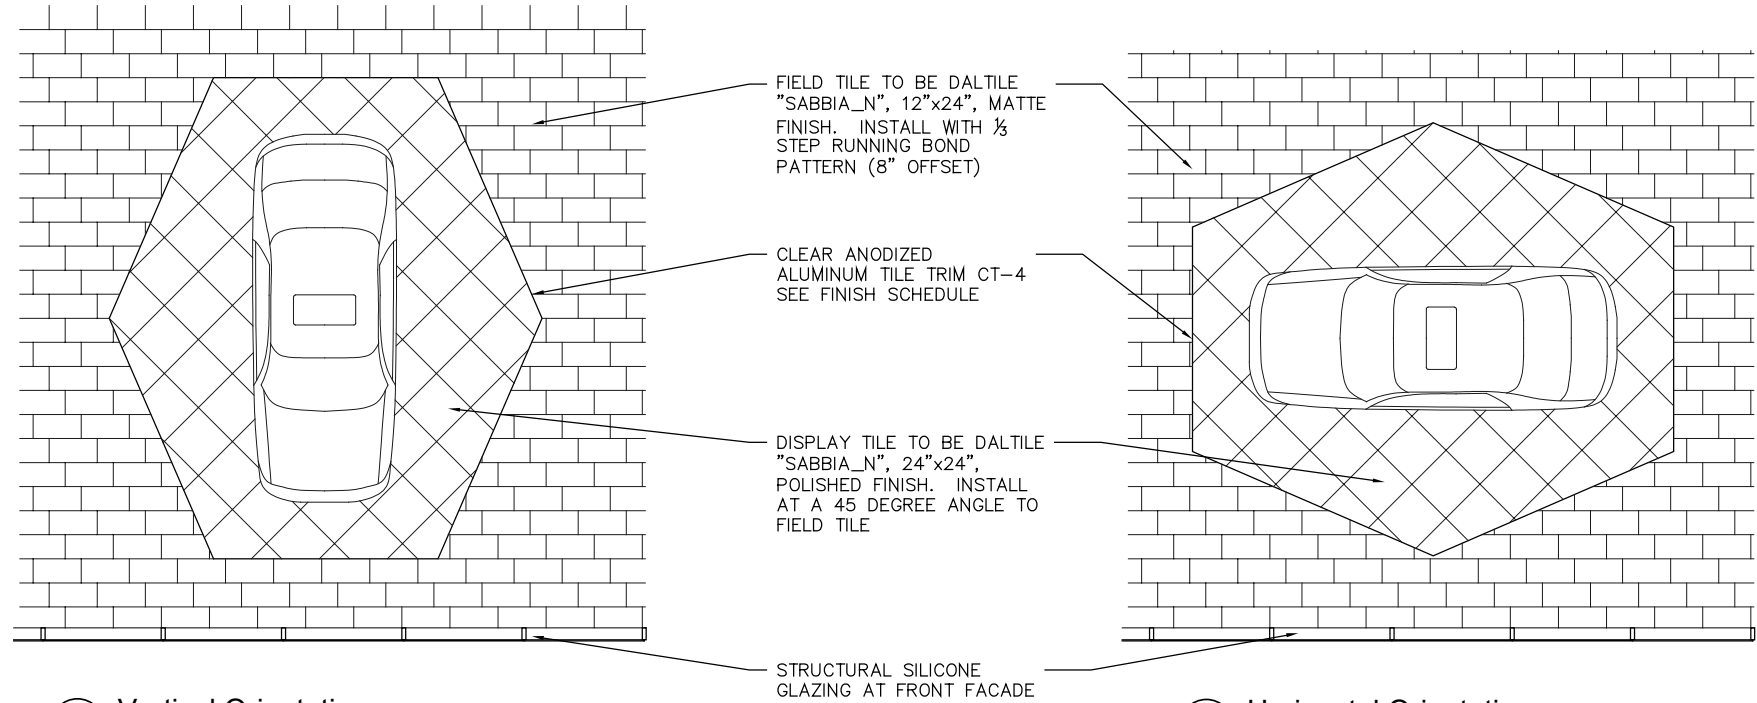 FIELD TILE TO BE DALTILE
"SABBIA_N", 12"x24", MATTE
FINISH. INSTALL WITH ⅓
STEP RUNNING BOND
PATTERN (8" OFFSET)
CLEAR ANODIZED
ALUMINUM TILE TRIM CT-4
SEE FINISH SCHEDULE
DISPLAY TILE TO BE DALTILE
"SABBIA_N", 24"x24",
POLISHED FINISH. INSTALL
AT A 45 DEGREE ANGLE TO
FIELD TILE
STRUCTURAL SILICONE
GLAZING AT FRONT FACADE